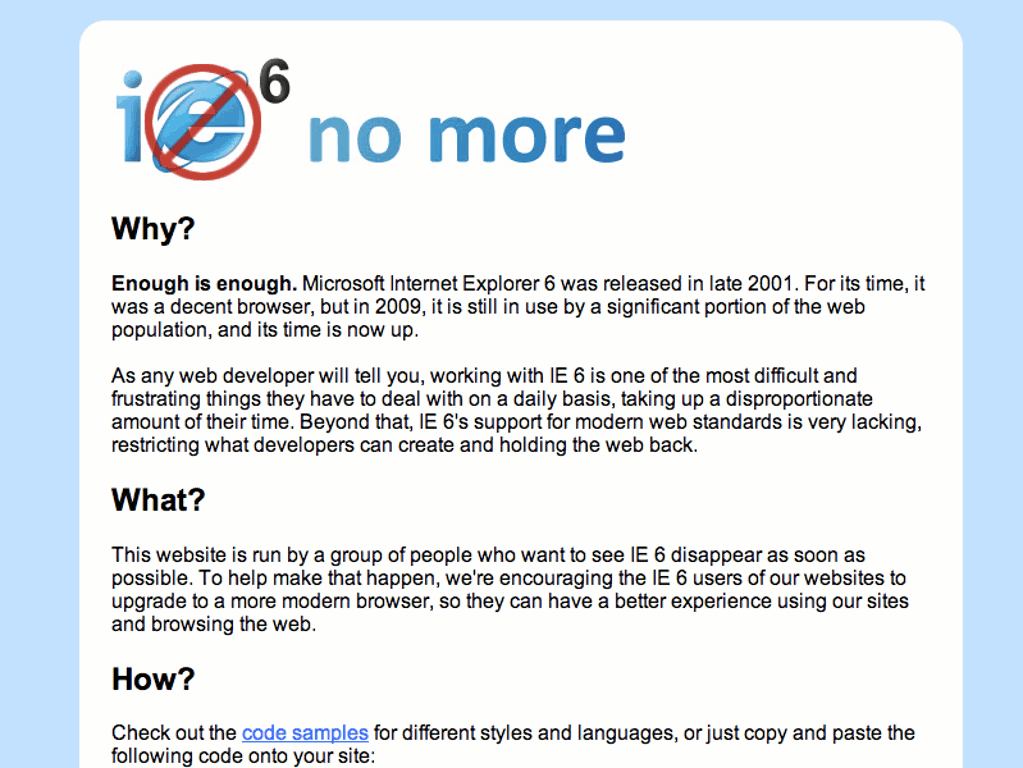 ie6 no more
Why?
Enough is enough. Microsoft Internet Explorer 6 was released in late 2001. For its time, it
was a decent browser, but in 2009, it is still in use by a significant portion of the web
population, and its time is now up.
As any web developer will tell you, working with IE 6 is one of the most difficult and
frustrating things they have to deal with on a daily basis, taking up a disproportionate
amount of their time. Beyond that, IE 6's support for modern web standards is very lacking,
restricting what developers can create and holding the web back.
What?
This website is run by a group of people who want to see IE 6 disappear as soon as
possible. To help make that happen, we're encouraging the IE 6 users of our websites to
upgrade to a more modern browser, so they can have a better experience using our sites
and browsing the web.
How?
Check out the code samples for different styles and languages, or just copy and paste the
following code onto your site: